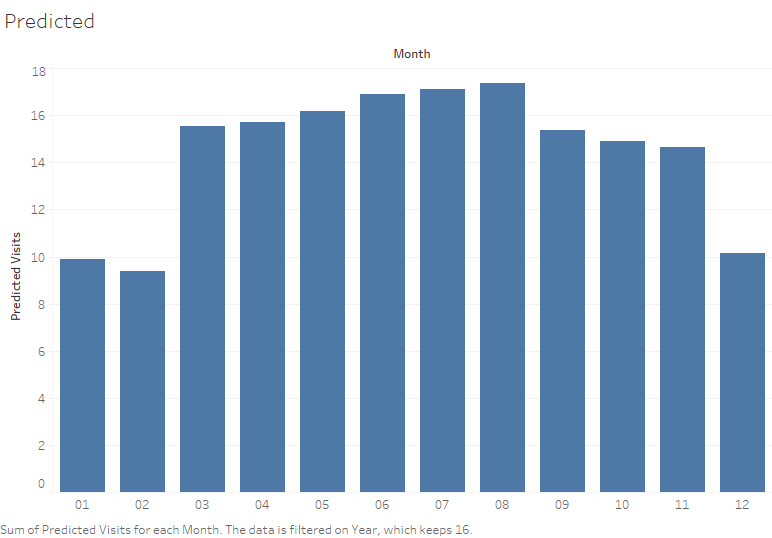 Predicted
Month
Predicted Visits
18
16
14
12
10
8
6
4
2
0
01 02 03 04 05 06 07 08 09 10 11 12
Sum of Predicted Visits for each Month. The data is filtered on Year, which keeps 16.